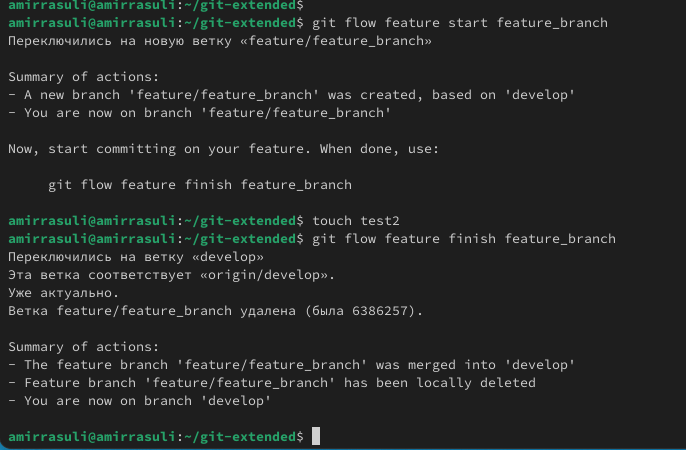 amirrasuli@amirrasuli:~/git-extended$
amirrasuli@amirrasuli:~/git-extended$ git flow feature start feature_branch
Переключились на новую ветку «feature/feature_branch»
Summary of actions:
- A new branch 'feature/feature_branch' was created, based on 'develop'
- You are now on branch 'feature/feature_branch'
Now, start committing on your feature. When done, use:
git flow feature finish feature_branch
amirrasuli@amirrasuli:~/git-extended$ touch test2
amirrasuli@amirrasuli:~/git-extended$ git flow feature finish feature_branch
Переключились на ветку «develop»
Эта ветка соответствует «origin/develop».
Уже актуально.
Ветка feature/feature_branch удалена (была 6386257).
Summary of actions:
- The feature branch 'feature/feature_branch' was merged into 'develop'
- Feature branch 'feature/feature_branch' has been locally deleted
- You are now on branch 'develop'
amirrasuli@amirrasuli:~/git-extended$